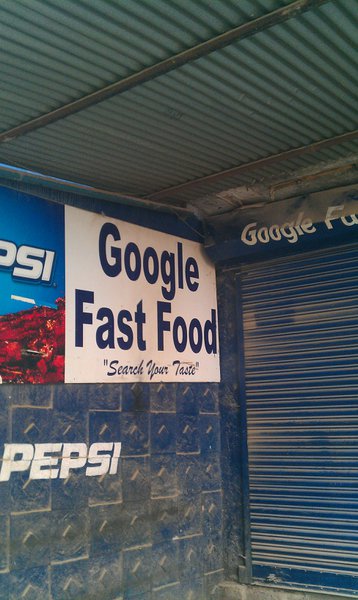 PSI
Google
Fast Food
"Search Your Taste"
Google Fa
PEPSI